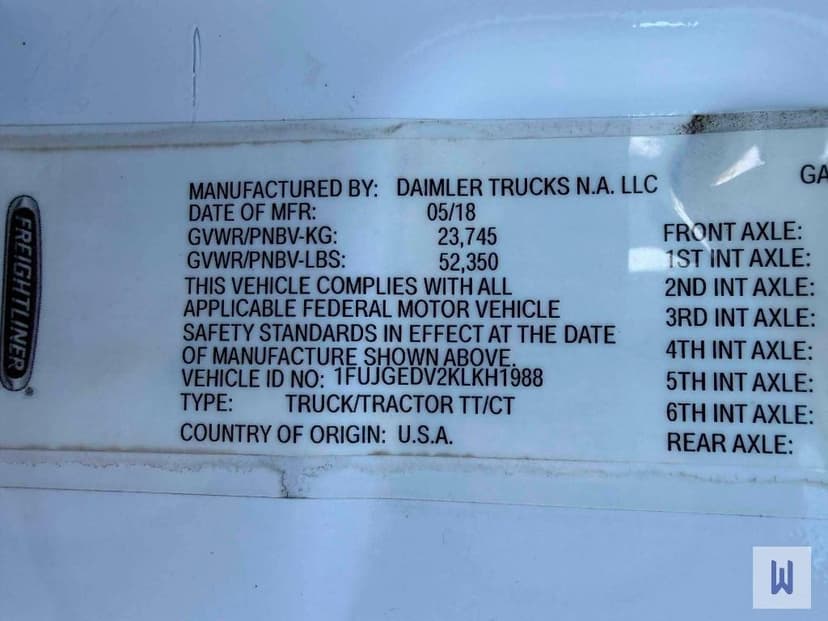 FREIGHTLINER®
MANUFACTURED BY: DAIMLER TRUCKS N.A. LLC
DATE OF MFR: 05/18
GVWR/PNBV-KG: 23,745
GVWR/PNBV-LBS: 52,350
THIS VEHICLE COMPLIES WITH ALL
APPLICABLE FEDERAL MOTOR VEHICLE
SAFETY STANDARDS IN EFFECT AT THE DATE
OF MANUFACTURE SHOWN ABOVE.
VEHICLE ID NO: 1FUJGEDV2KLKH1988
TYPE: TRUCK/TRACTOR TT/CT
COUNTRY OF ORIGIN: U.S.A.
GA
FRONT AXLE:
1ST INT AXLE:
2ND INT AXLE:
3RD INT AXLE:
4TH INT AXLE:
5TH INT AXLE:
6TH INT AXLE:
REAR AXLE:
W